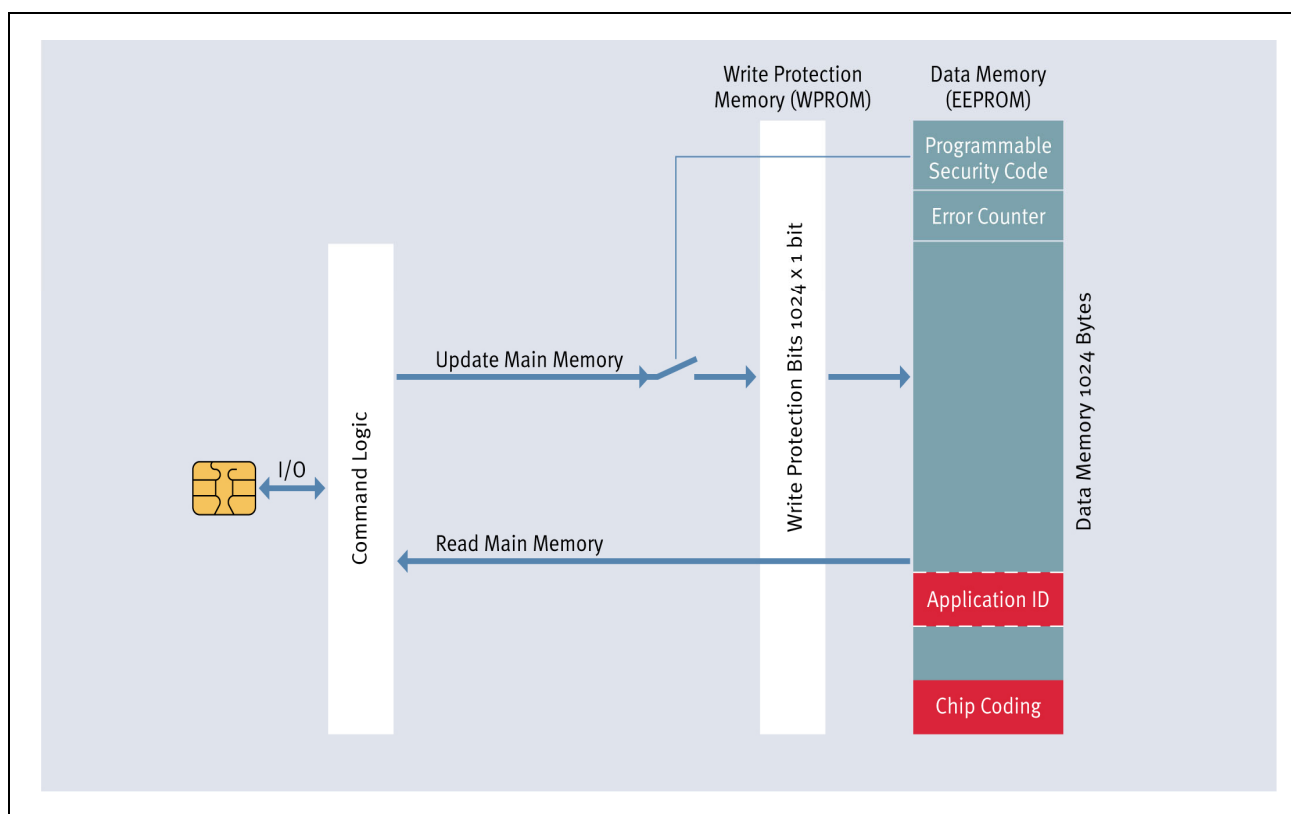 Write Protection
Memory (WPROM)
Data Memory
(EEPROM)
Programmable
Security Code
Error Counter
Write Protection Bits 1024 x 1 bit
Data Memory 1024 Bytes
Update Main Memory
Command Logic
I/O
Read Main Memory
Application ID
Chip Coding